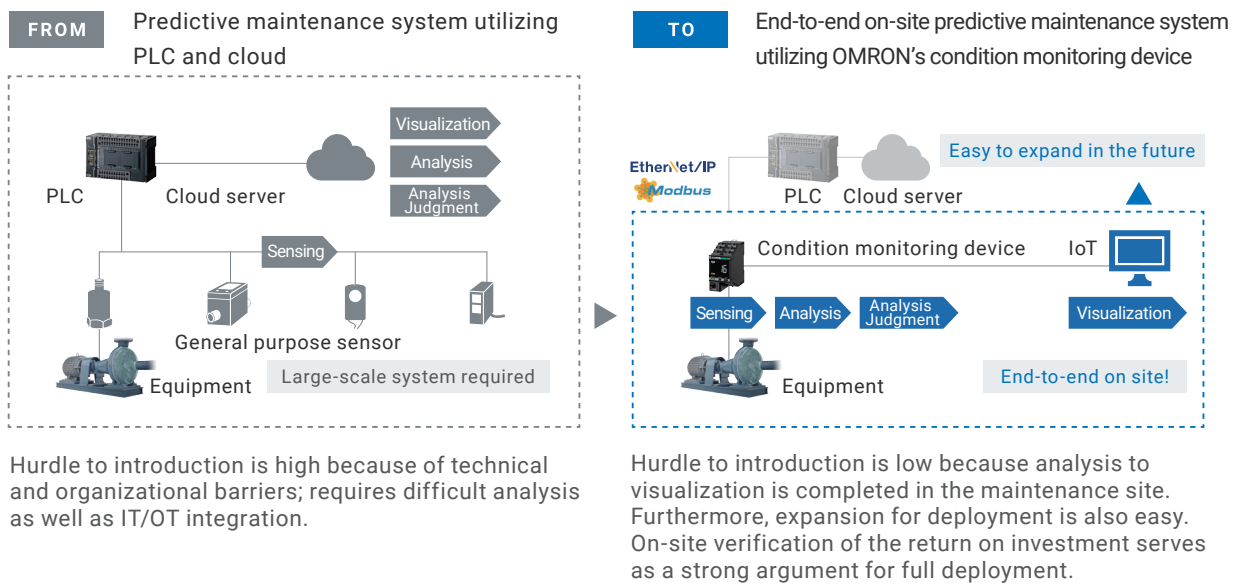 FROM
Predictive maintenance system utilizing
PLC and cloud
Visualization
Analysis
Analysis
Judgment
PLC
Cloud server
Sensing
General purpose sensor
Equipment
Large-scale system required
Hurdle to introduction is high because of technical
and organizational barriers; requires difficult analysis
as well as IT/OT integration.
TO
End-to-end on-site predictive maintenance system
utilizing OMRON's condition monitoring device
EtherNet/IP
Modbus
PLC
Cloud server
Easy to expand in the future
Condition monitoring device
IoT
Sensing
Analysis
Analysis
Judgment
Visualization
Equipment
End-to-end on site!
Hurdle to introduction is low because analysis to
visualization is completed in the maintenance site.
Furthermore, expansion for deployment is also easy.
On-site verification of the return on investment serves
as a strong argument for full deployment.